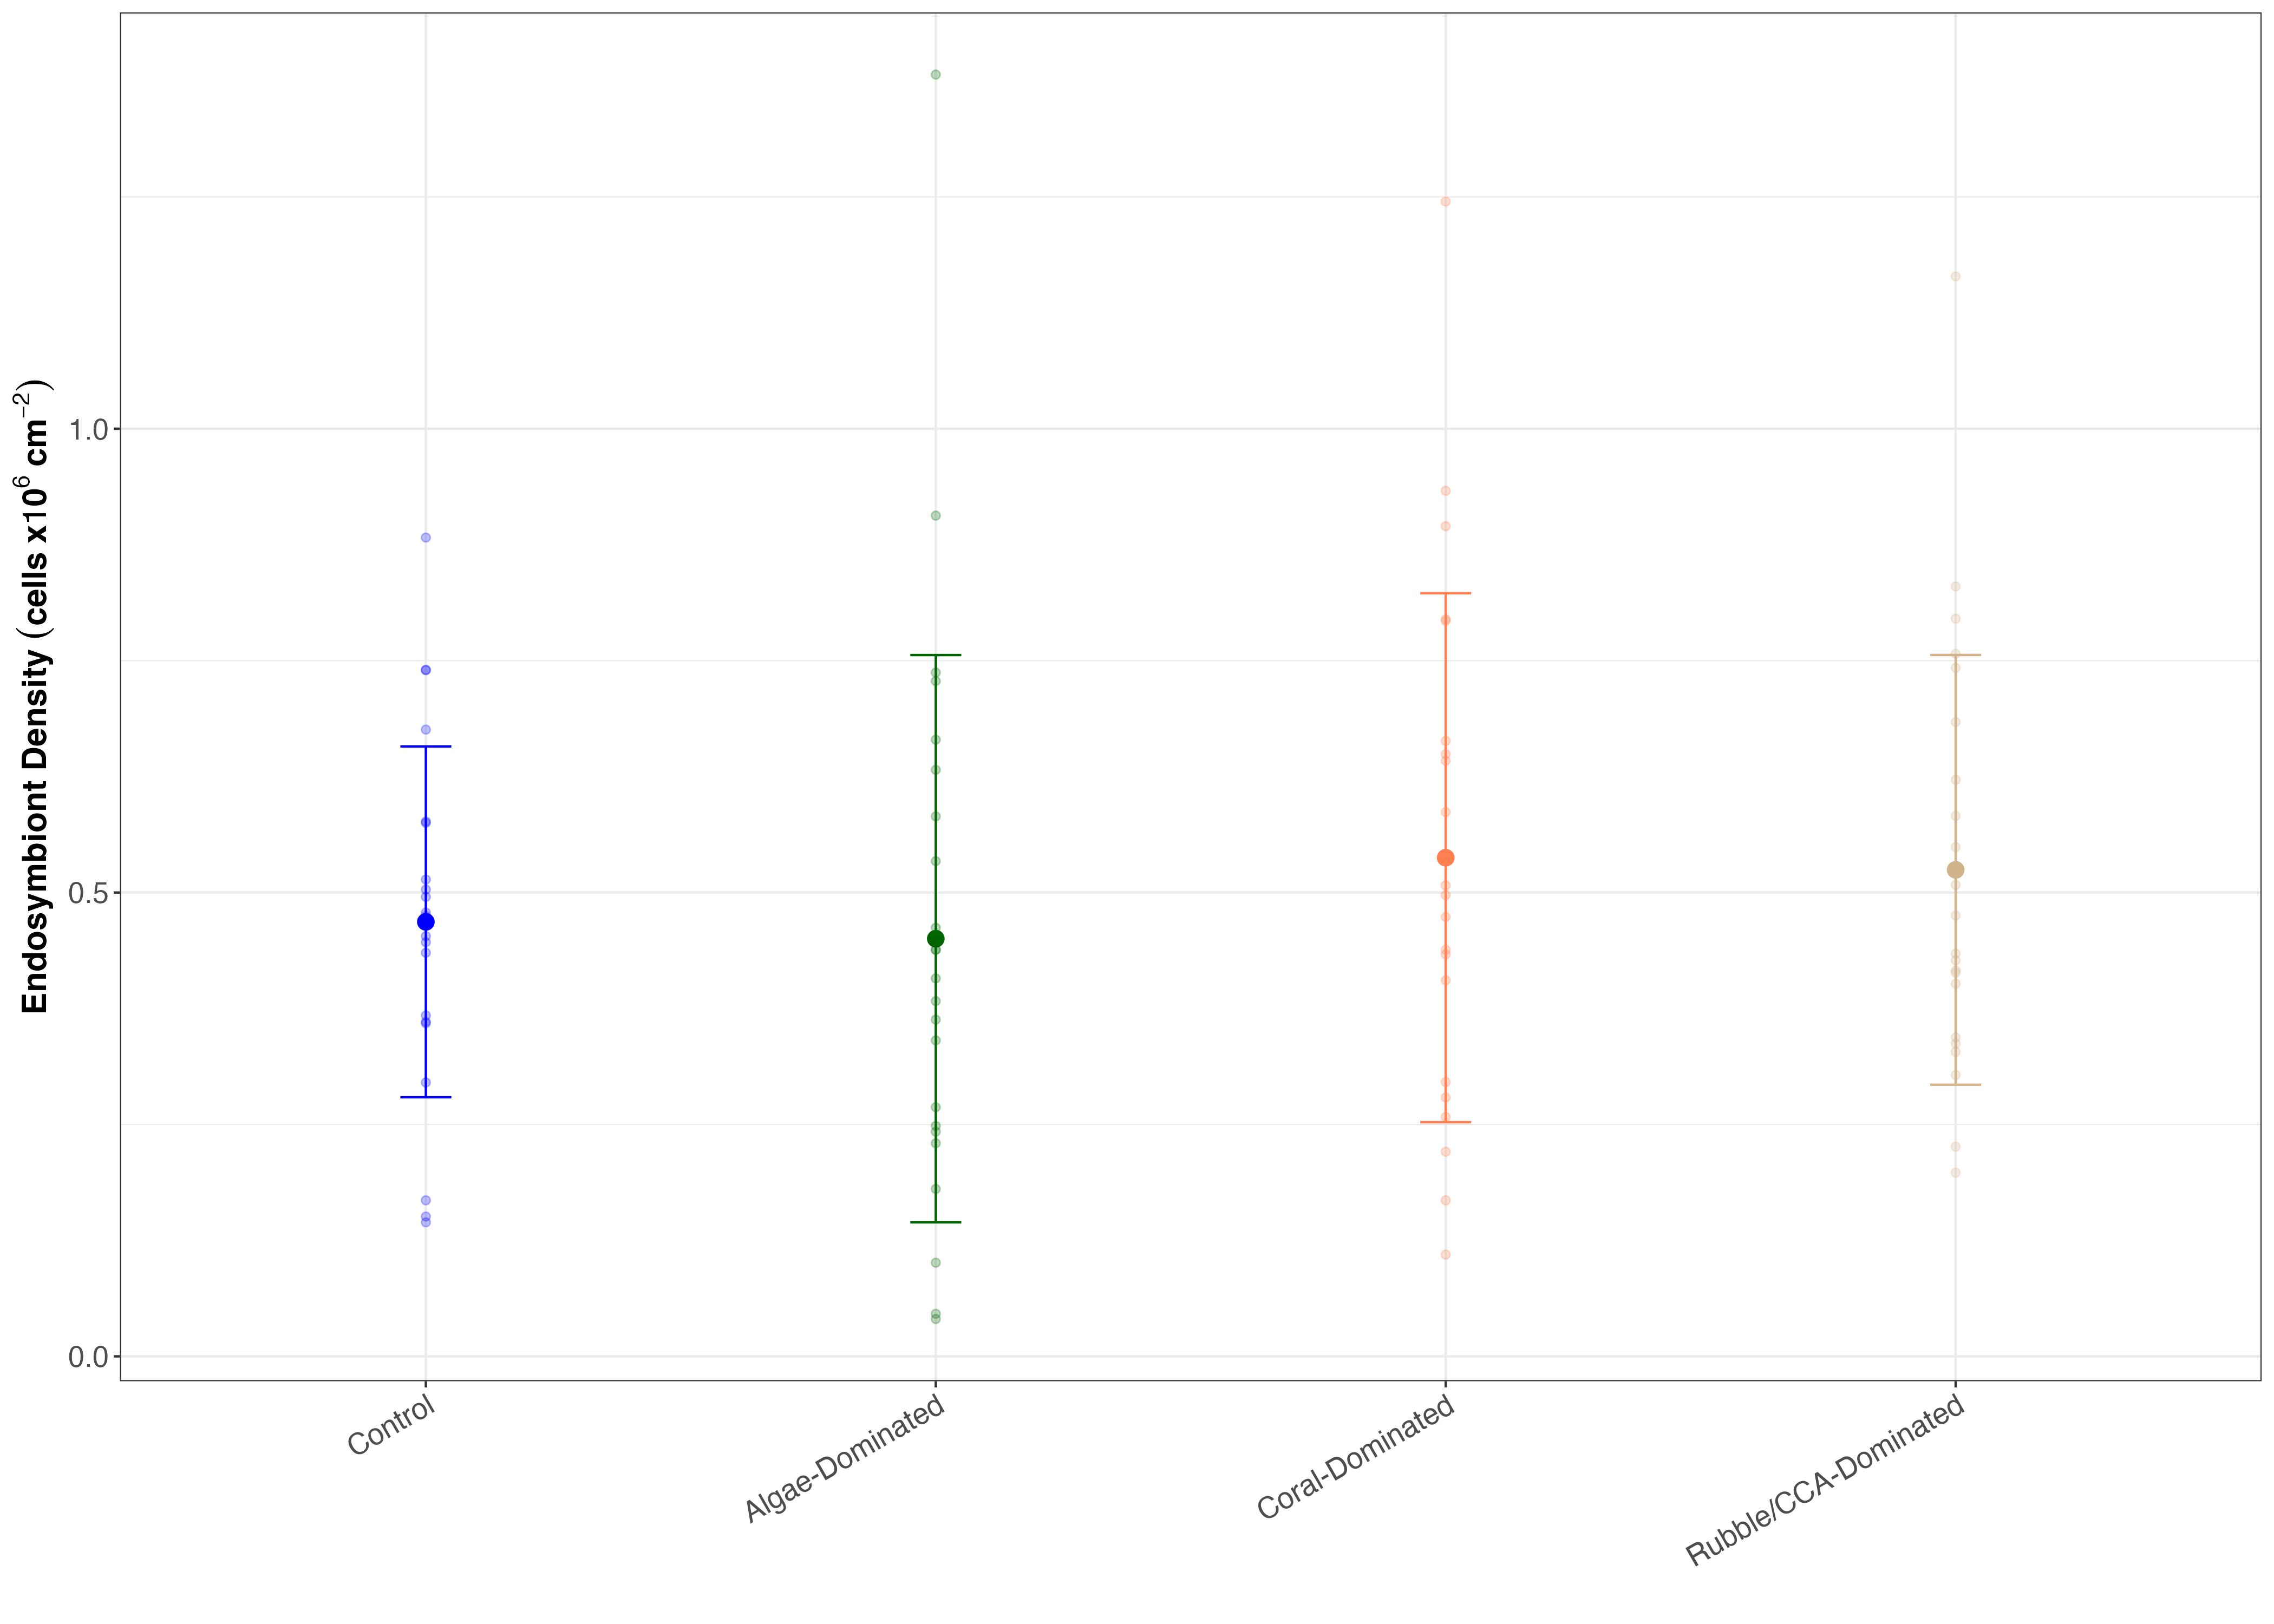 Endosymbiont Density (cells x10⁶ cm⁻²)
1.0
0.5
0.0
Control
Algae-Dominated
Coral-Dominated
Rubble/CCA-Dominated